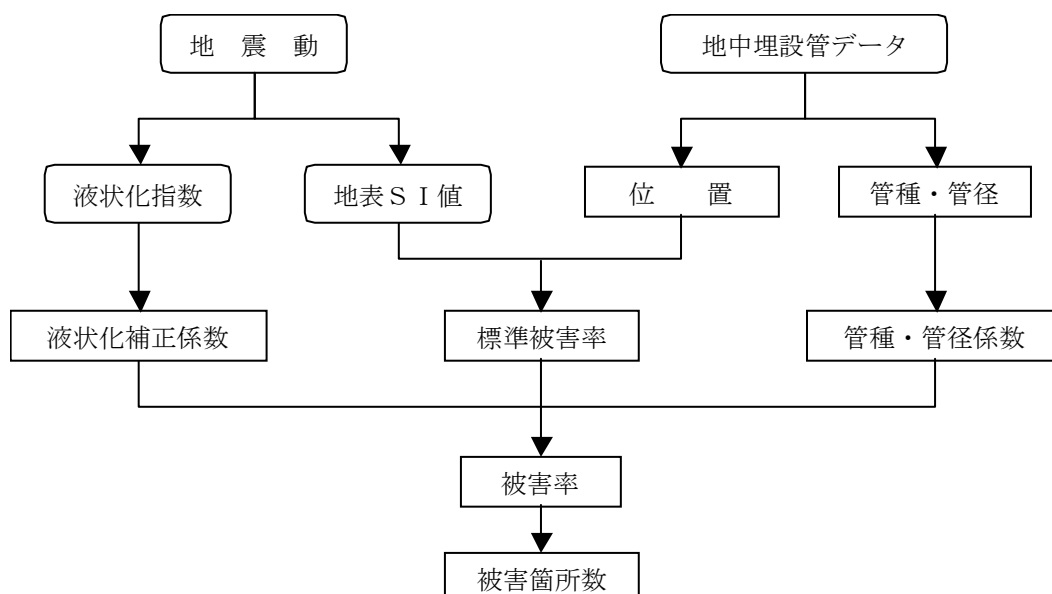 地　震　動
地中埋設管データ
液状化指数
地表ＳＩ値
位　　置
管種・管径
液状化補正係数
標準被害率
管種・管径係数
被害率
被害箇所数